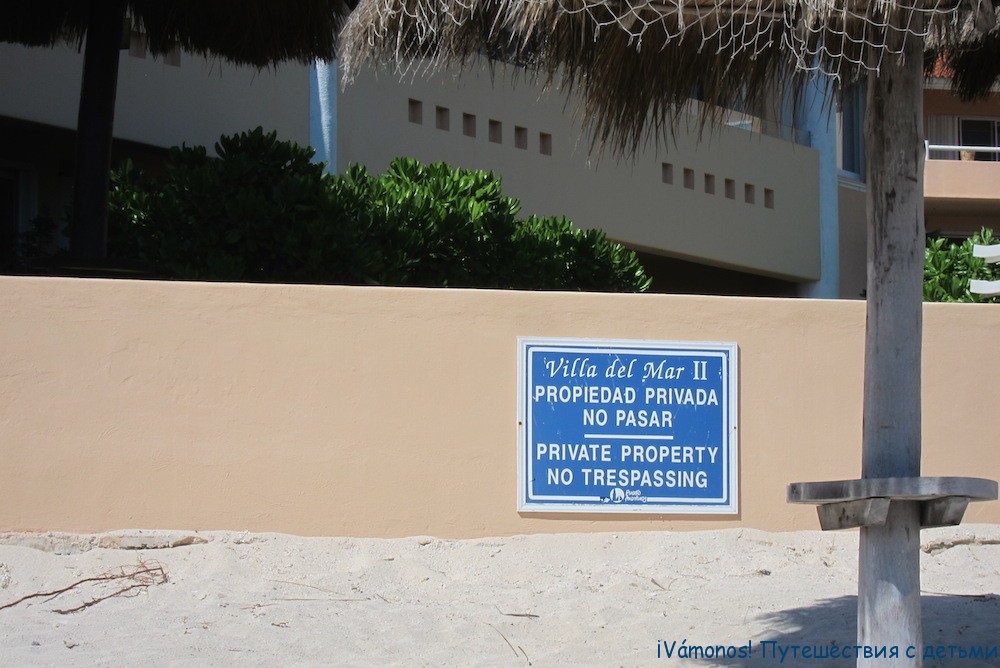 Villa del Mar II
PROPIEDAD PRIVADA
NO PASAR
PRIVATE PROPERTY
NO TRESPASSING
¡Vámonos! Путешествия с детьми